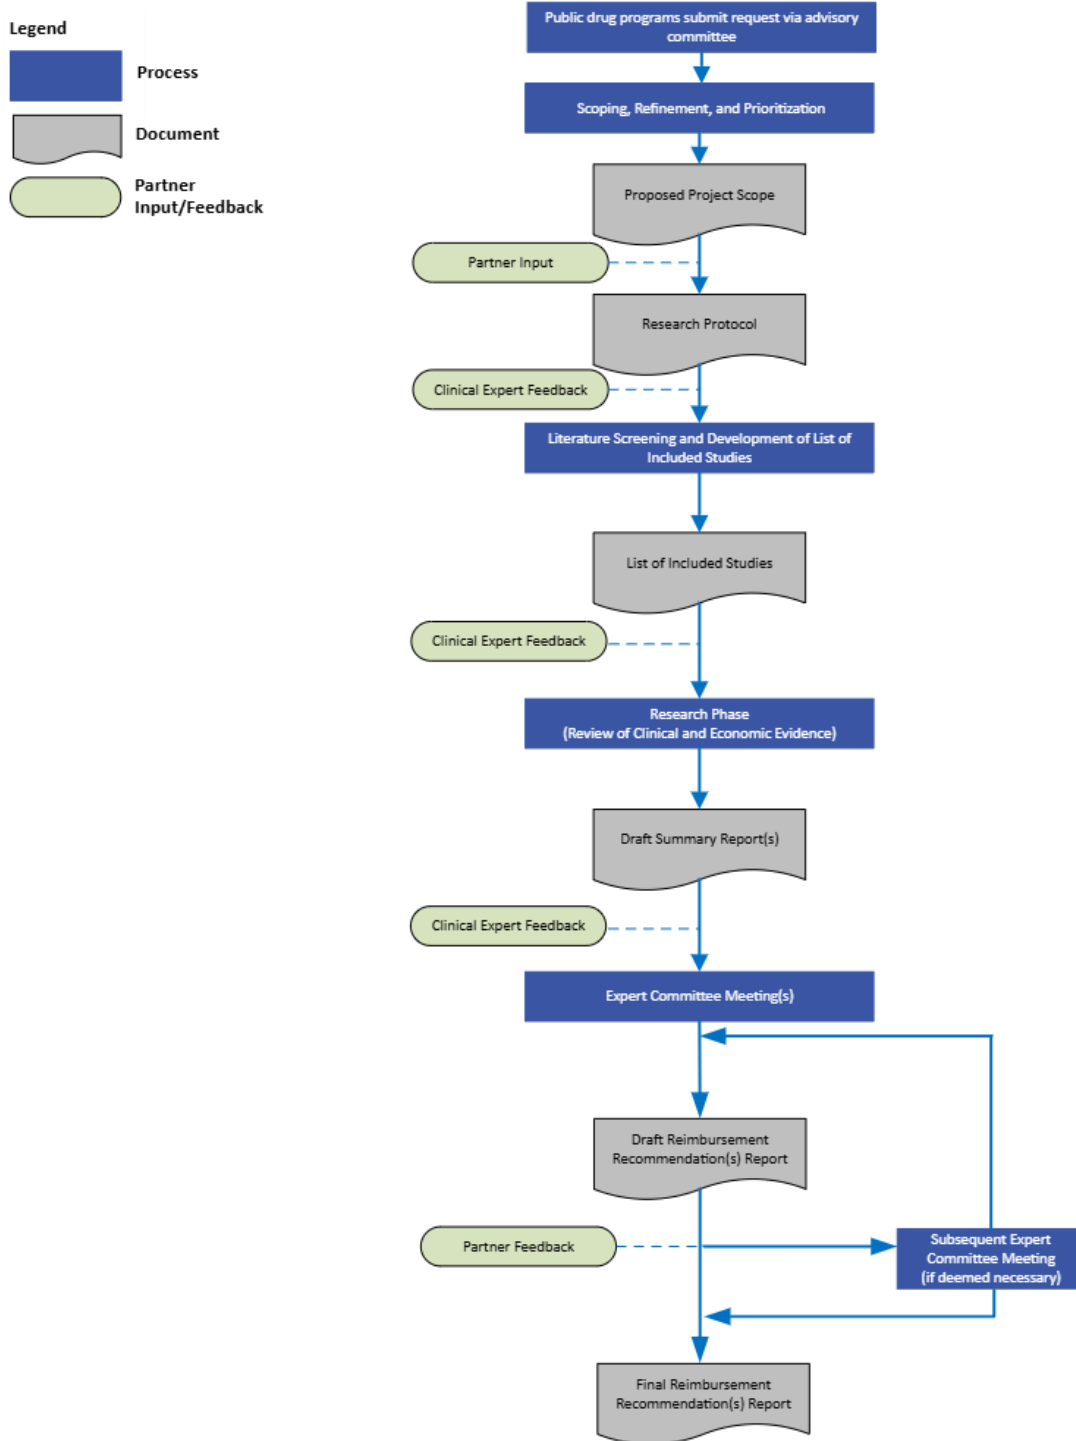 Legend
Process
Document
Partner
Input/Feedback
Public drug programs submit request via advisory
committee
Scoping, Refinement, and Prioritization
Proposed Project Scope
Partner Input
Research Protocol
Clinical Expert Feedback
Literature Screening and Development of List of
Included Studies
List of Included Studies
Clinical Expert Feedback
Research Phase
(Review of Clinical and Economic Evidence)
Draft Summary Report(s)
Clinical Expert Feedback
Expert Committee Meeting(s)
Draft Reimbursement
Recommendation(s) Report
Partner Feedback
Subsequent Expert
Committee Meeting
(if deemed necessary)
Final Reimbursement
Recommendation(s) Report